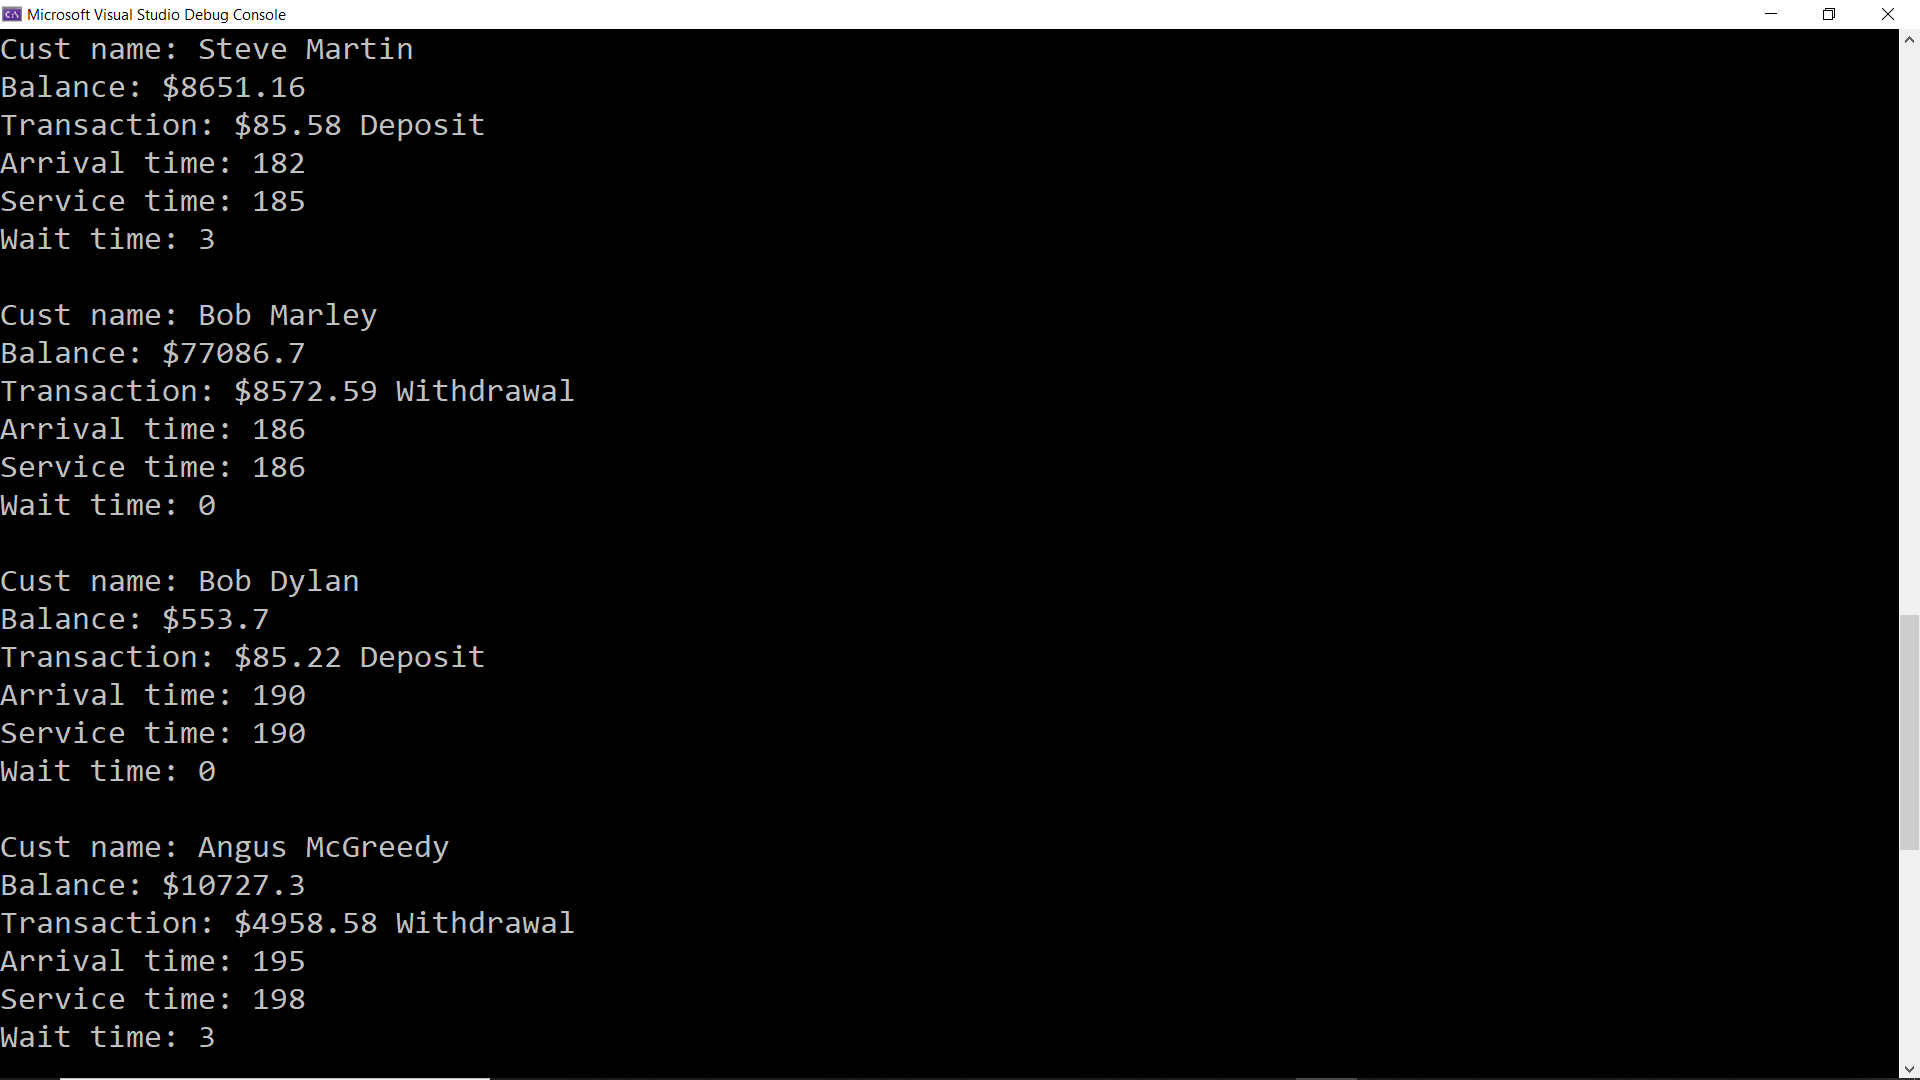 Microsoft Visual Studio Debug Console
Cust name: Steve Martin
Balance: $8651.16
Transaction: $85.58 Deposit
Arrival time: 182
Service time: 185
Wait time: 3
Cust name: Bob Marley
Balance: $77086.7
Transaction: $8572.59 Withdrawal
Arrival time: 186
Service time: 186
Wait time: 0
Cust name: Bob Dylan
Balance: $553.7
Transaction: $85.22 Deposit
Arrival time: 190
Service time: 190
Wait time: 0
Cust name: Angus McGreedy
Balance: $10727.3
Transaction: $4958.58 Withdrawal
Arrival time: 195
Service time: 198
Wait time: 3